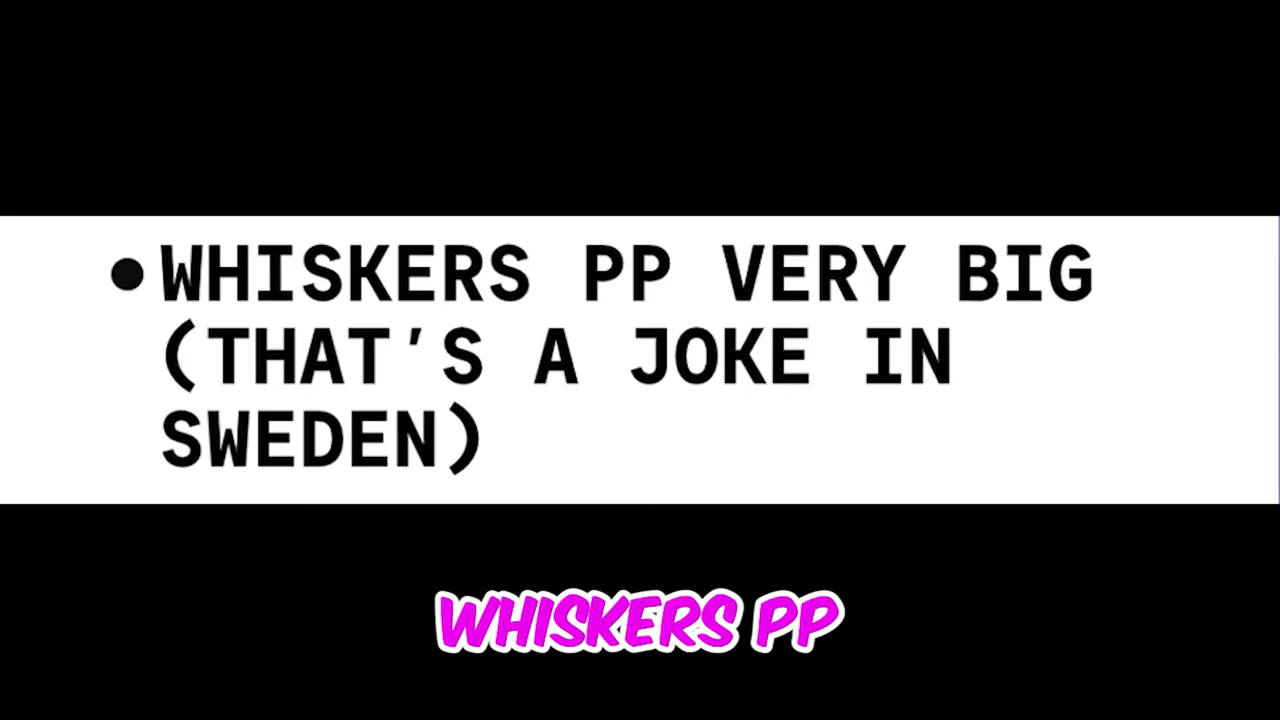 •WHISKERS PP VERY BIG
(THAT'S A JOKE IN
SWEDEN)
WHISKERS PP